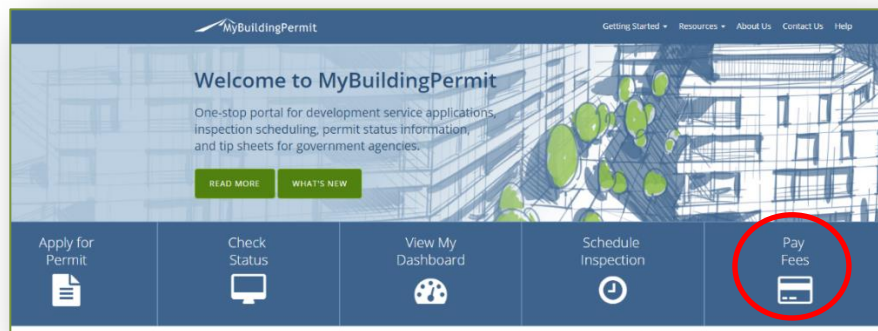 MyBuildingPermit
Getting Started
Resources
About Us
Contact Us
Help
Welcome to MyBuildingPermit
One-stop portal for development service applications,
inspection scheduling, permit status information,
and tip sheets for government agencies.
READ MORE
WHAT'S NEW
Apply for
Permit
Check
Status
View My
Dashboard
Schedule
Inspection
Pay
Fees